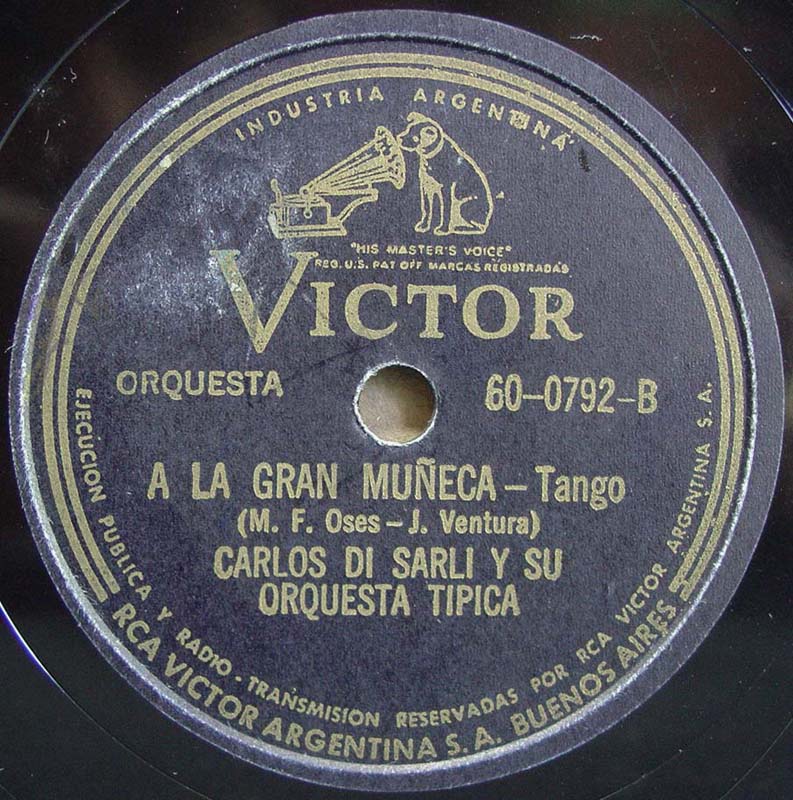 INDUSTRIA ARGENTINA
"HIS MASTER'S VOICE"
REG. U.S. PAT OFF MARCAS REGISTRADAS
VICTOR
ORQUESTA
60-0792-B
A LA GRAN MUÑECA - Tango
(M. F. Oses - J. Ventura)
CARLOS DI SARLI Y SU
ORQUESTA TIPICA
EJECUCION PUBLICA Y RADIO-TRANSMISION RESERVADAS POR RCA VICTOR ARGENTINA S. A.
RCA VICTOR ARGENTINA S. A. BUENOS AIRES